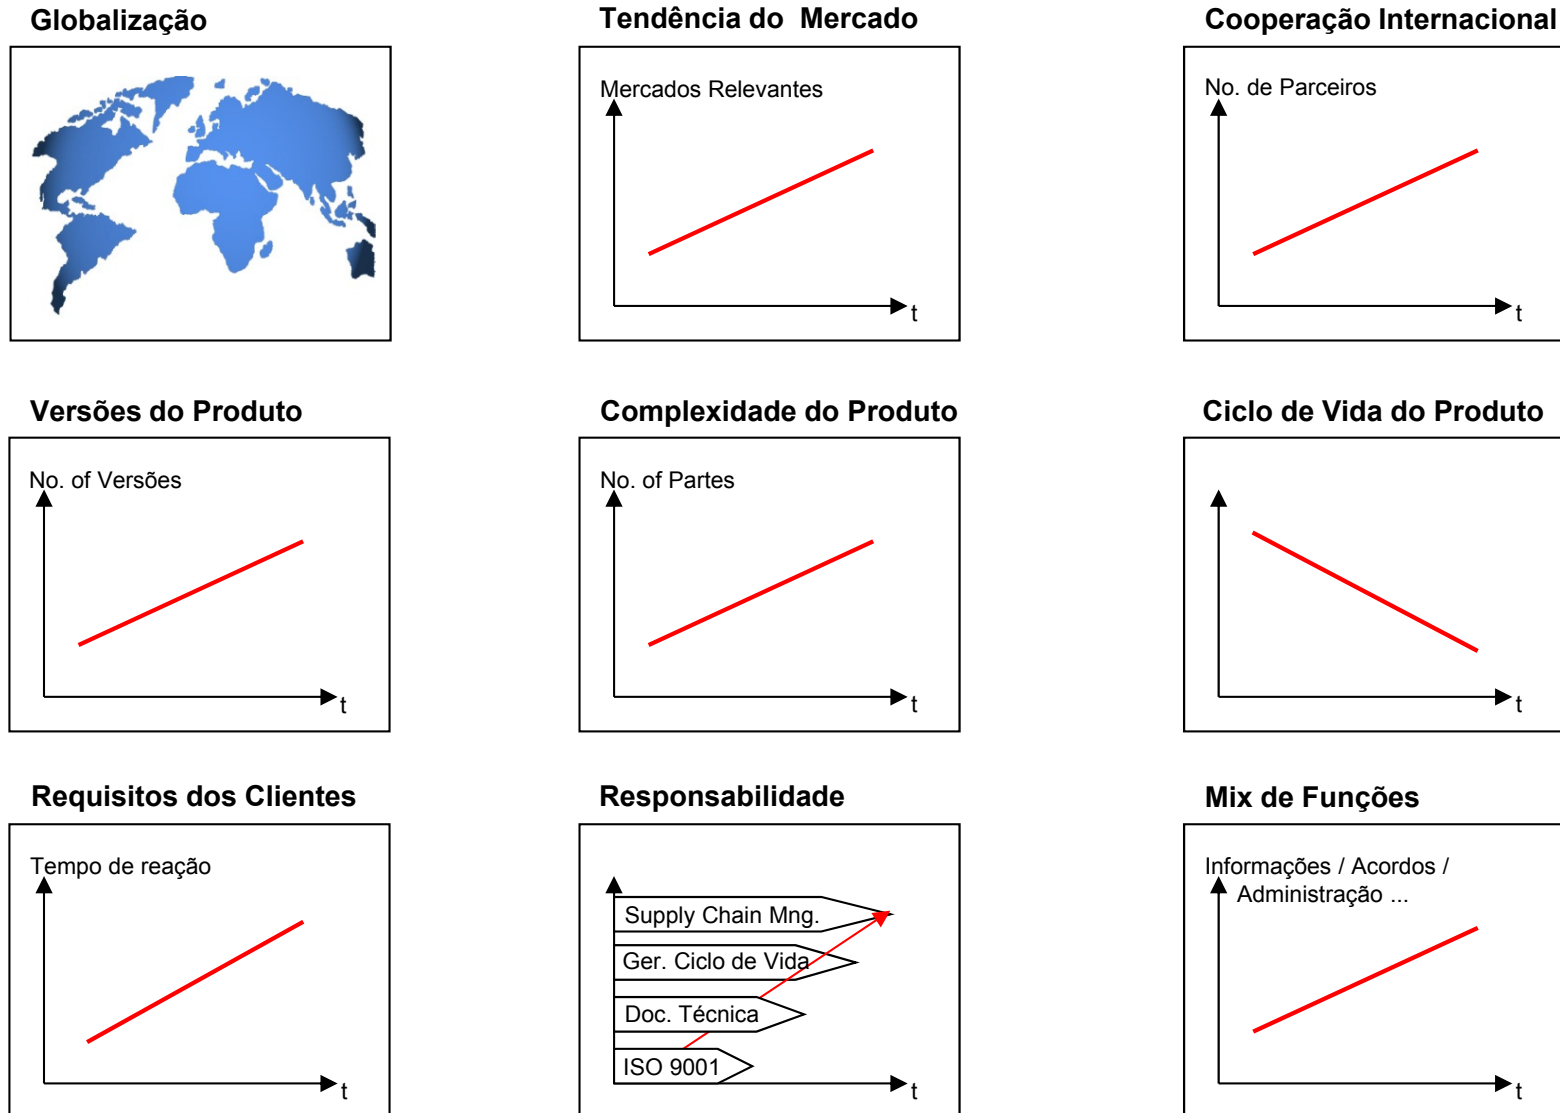 Globalização
Tendência do  Mercado
Cooperação Internacional
Mercados Relevantes
t
No. de Parceiros
t
Versões do Produto
Complexidade do Produto
Ciclo de Vida do Produto
No. of Versões
t
No. of Partes
t
t
Requisitos dos Clientes
Responsabilidade
Mix de Funções
Tempo de reação
t
Supply Chain Mng.
Ger. Ciclo de Vida
Doc. Técnica
ISO 9001
t
Informações / Acordos /
Administração ...
t